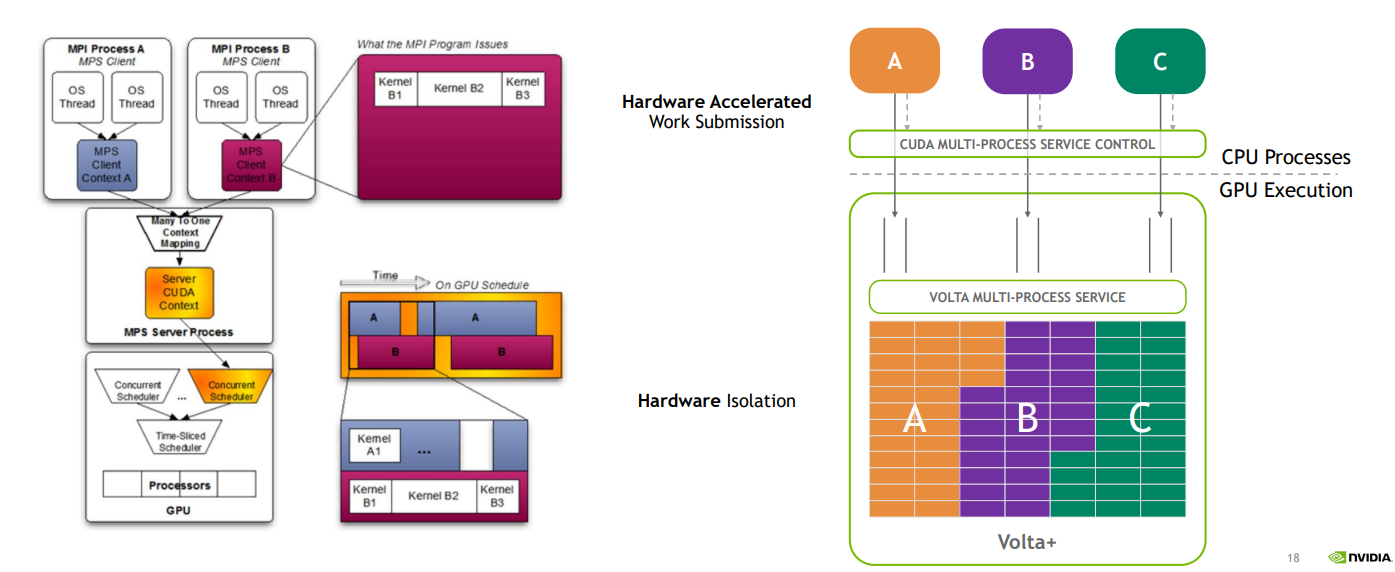 MPI Process A
MPS Client
OS
Thread
OS
Thread
MPS
Client
Context A
MPI Process B
MPS Client
OS
Thread
OS
Thread
MPS
Client
Context B
What the MPI Program Issues
Kernel
B1
Kernel B2
Kernel
B3
Many To One
Context
Mapping
Server
CUDA
Context
MPS Server Process
Concurrent
Scheduler
...
Concurrent
Scheduler
Time-Sliced
Scheduler
Processors
GPU
Time
On GPU Schedule
A
A
B
B
Kernel
A1
...
Kernel
B1
Kernel B2
Kernel
B3
Hardware Accelerated
Work Submission
Hardware Isolation
A
B
C
CUDA MULTI-PROCESS SERVICE CONTROL
CPU Processes
GPU Execution
VOLTA MULTI-PROCESS SERVICE
A
B
C
Volta+
18
NVIDIA.